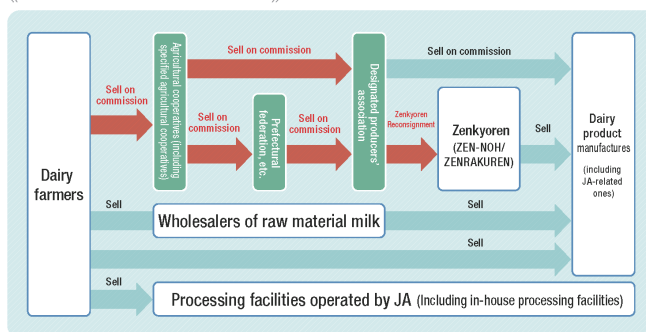 Dairy
farmers
Sell on
commission
Agricultural cooperatives (including
specified agricultural cooperatives)
Sell on commission
Sell on
commission
Prefectural
federation, etc.
Sell on
commission
Designated producers'
association
Sell on commission
Zenkyoren
Reconsignment
Zenkyoren
(ZEN-NOH/
ZENRAKUREN)
Sell
Dairy
product
manufactures
(including
JA-related
ones)
Sell
Wholesalers of raw material milk
Sell
Sell
Sell
Processing facilities operated by JA (Including in-house processing facilities)